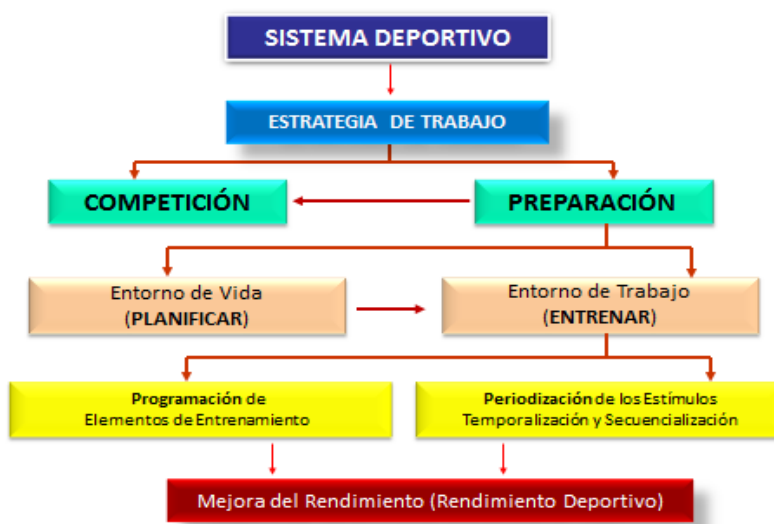 SISTEMA DEPORTIVO
ESTRATEGIA DE TRABAJO
COMPETICIÓN
PREPARACIÓN
Entorno de Vida
(PLANIFICAR)
Entorno de Trabajo
(ENTRENAR)
Programación de
Elementos de Entrenamiento
Periodización de los Estímulos
Temporalización y Secuencialización
Mejora del Rendimiento (Rendimiento Deportivo)